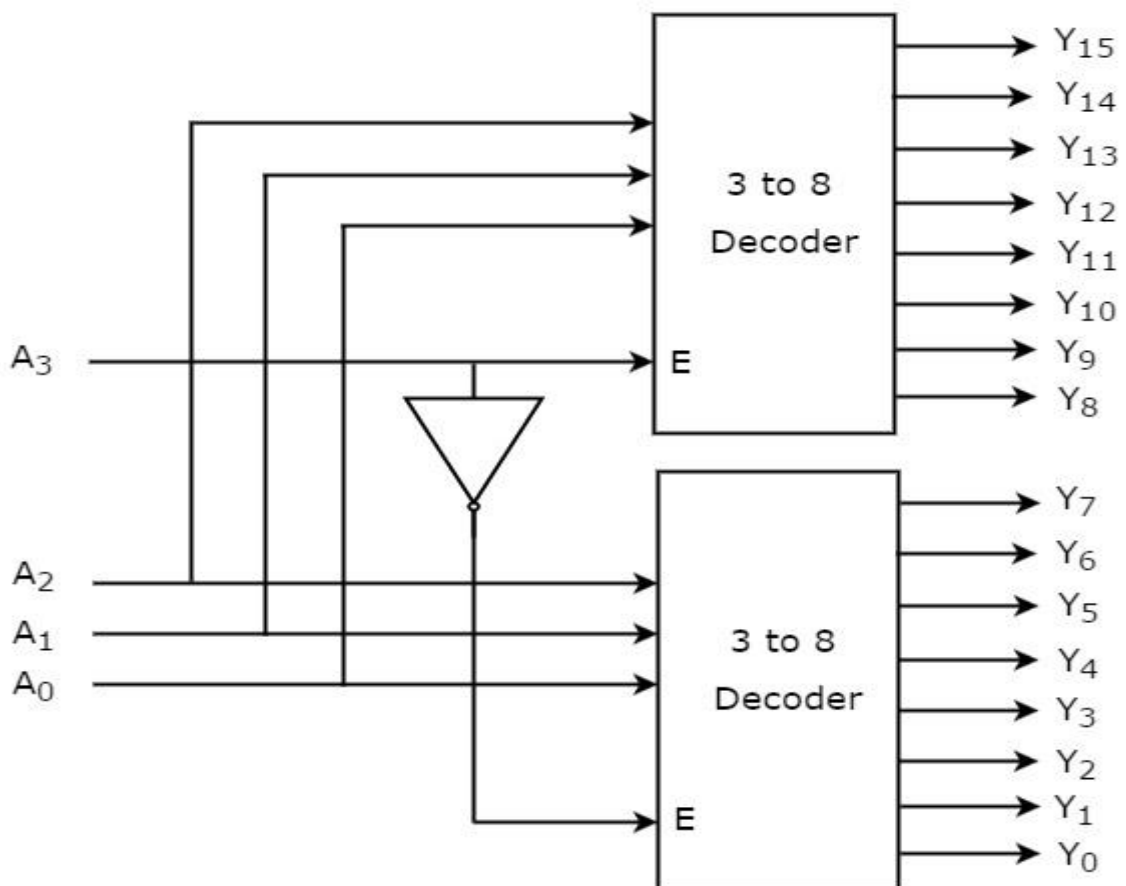 Y15
Y14
Y13
3 to 8
Y12
Decoder
Y11
Y10
A3
E
Y9
Y8
Y7
Y6
A2
Y5
A1
3 to 8
Y4
A0
Decoder
Y3
Y2
E
Y1
Y0